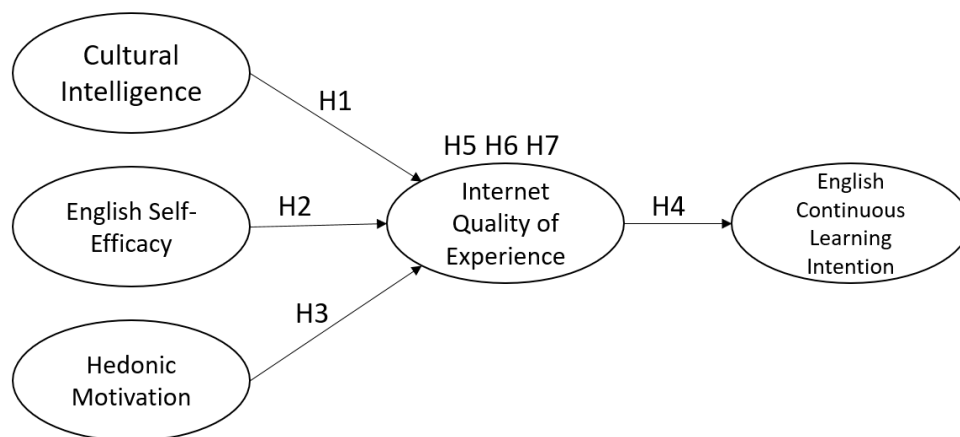 Cultural
Intelligence
H1
H5 H6 H7
English Self-
Efficacy
H2
Internet
Quality of
Experience
H4
English
Continuous
Learning
Intention
H3
Hedonic
Motivation